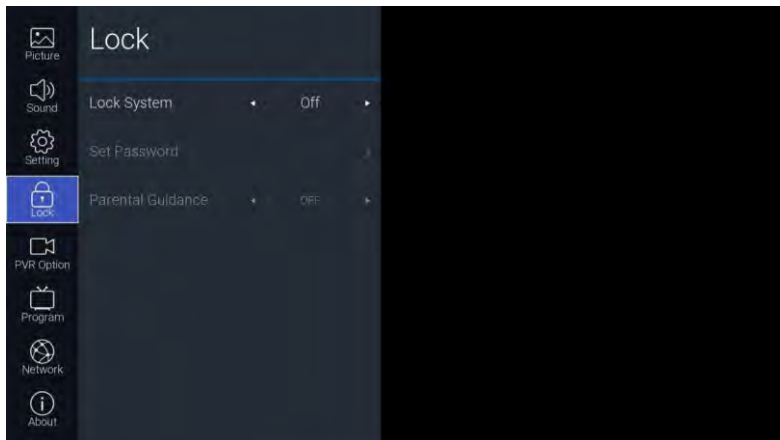 Picture
Sound
Setting
Lock
PVR Option
Program
Network
About
Lock
Lock System Off
Set Password
Parental Guidance OFF